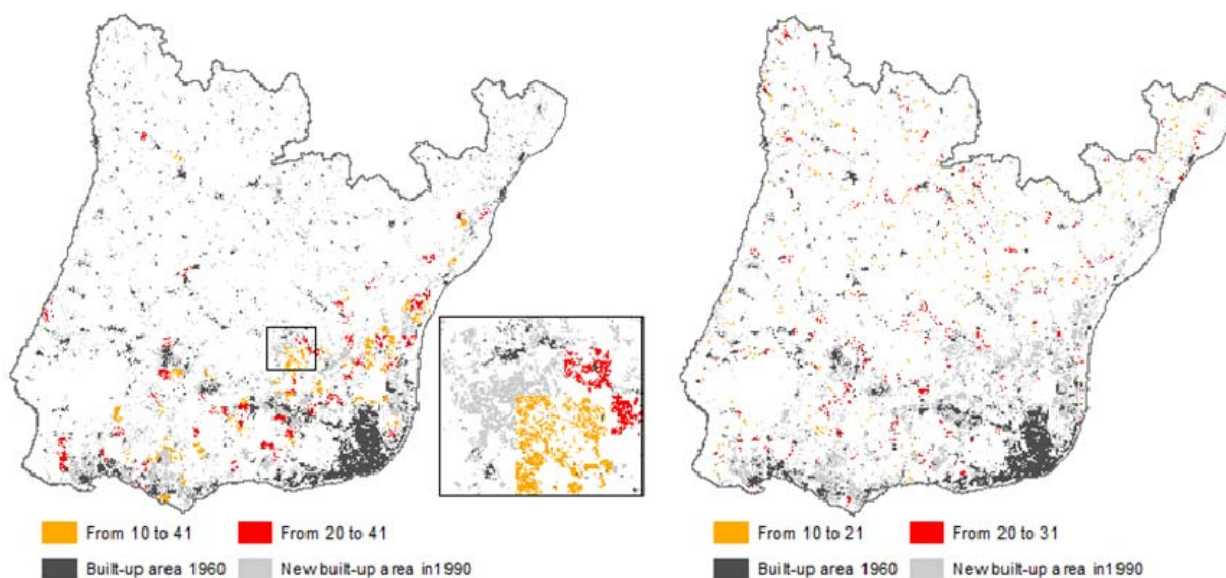 From 10 to 41 From 20 to 41
Built-up area 1960 New built-up area in1990
From 10 to 21 From 20 to 31
Built-up area 1960 New built-up area in1990